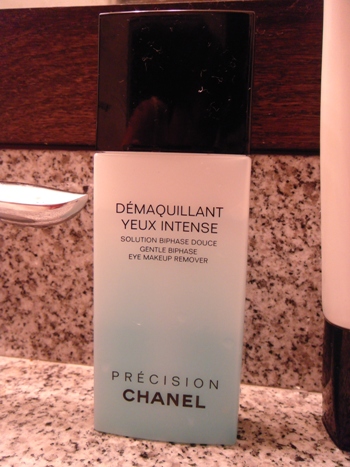 DÉMAQUILLANT
YEUX INTENSE
SOLUTION BIPHASE DOUCE
GENTLE BIPHASE
EYE MAKEUP REMOVER
PRÉCISION
CHANEL